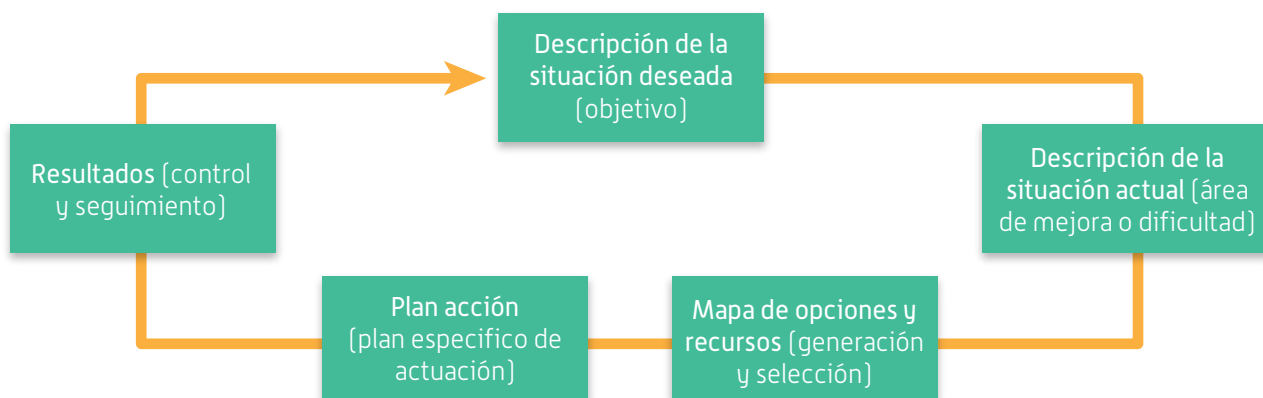 Descripción de la
situación deseada
(objetivo)
Descripción de la
situación actual (área
de mejora o dificultad)
Mapa de opciones y
recursos (generación
y selección)
Plan acción
(plan especifico de
actuación)
Resultados (control
y seguimiento)